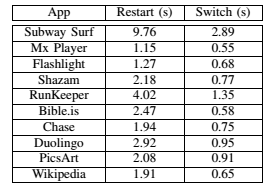 App Restart (s) Switch (s)
Subway Surf 9.76 2.89
Mx Player 1.15 0.55
Flashlight 1.27 0.68
Shazam 2.18 0.77
RunKeeper 4.02 1.35
Bible.is 2.47 0.58
Chase 1.94 0.75
Duolingo 2.92 0.95
PicsArt 2.08 0.91
Wikipedia 1.91 0.65